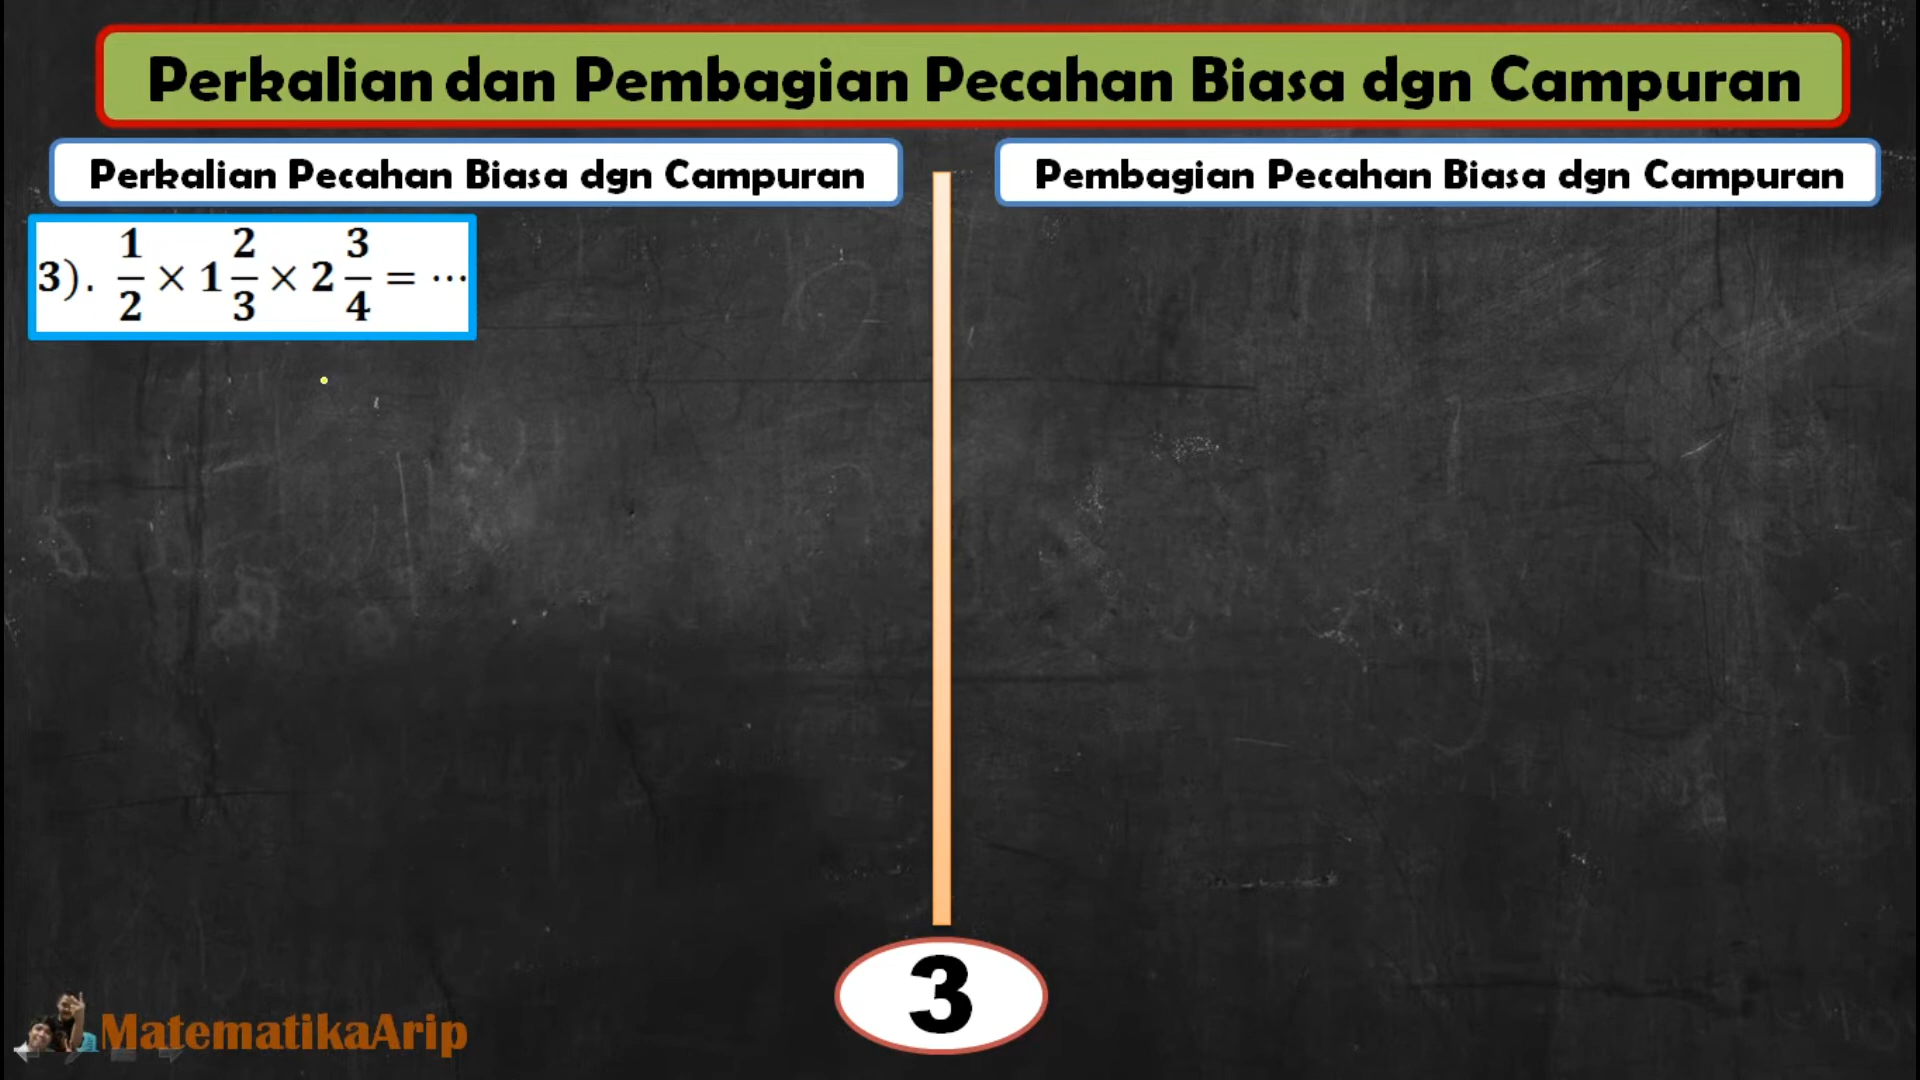 Perkalian dan Pembagian Pecahan Biasa dgn Campuran
Perkalian Pecahan Biasa dgn Campuran
Pembagian Pecahan Biasa dgn Campuran
3). 1/2 × 1 2/3 × 2 3/4 = ...
3
MatematikaArip